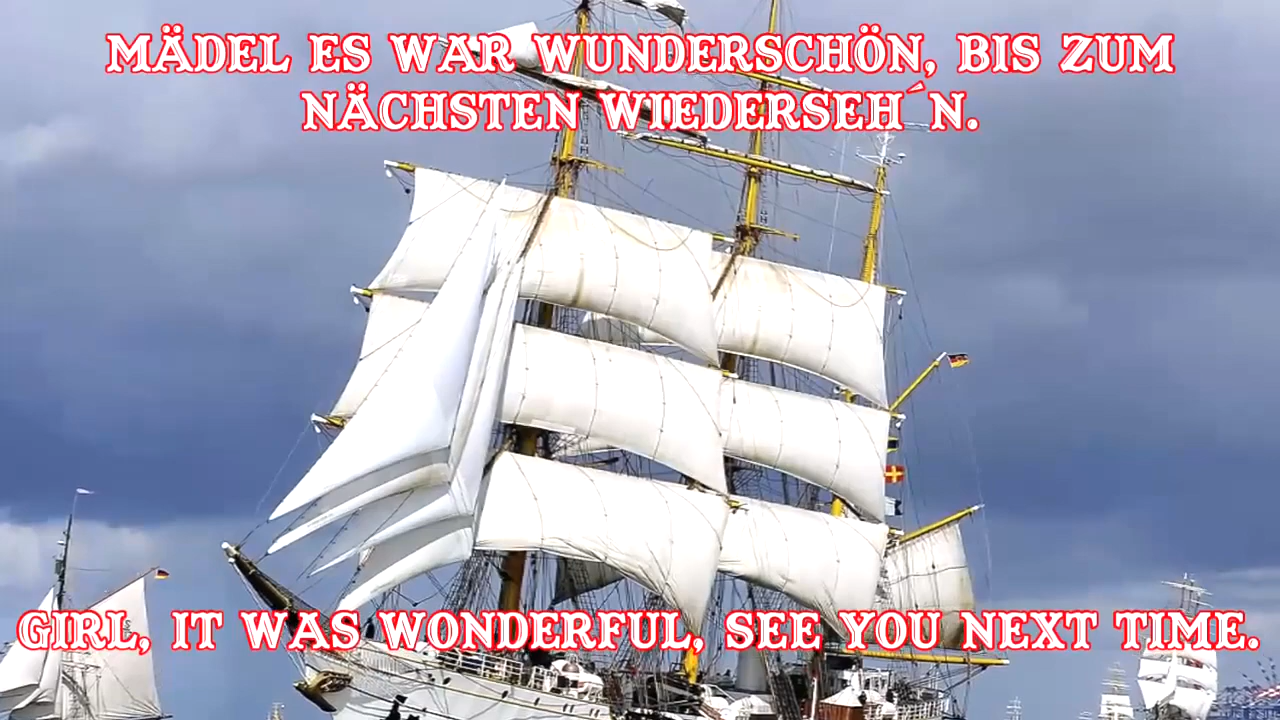 MÄDEL ES WAR WUNDERSCHÖN, BIS ZUM
NÄCHSTEN WIEDERSEH´N.
GIRL, IT WAS WONDERFUL, SEE YOU NEXT TIME.